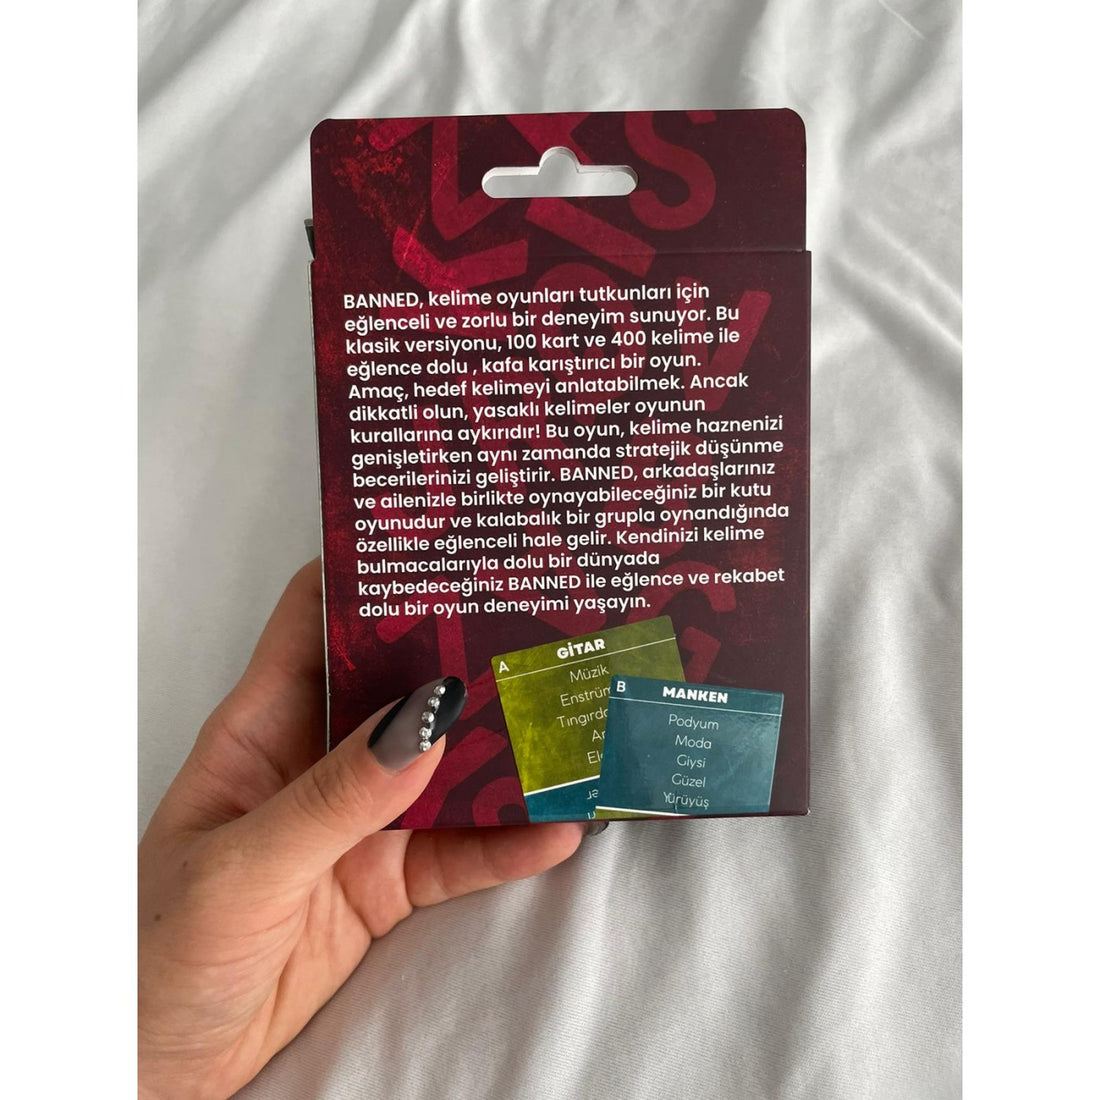 BANNED, kelime oyunları tutkunları için
eğlenceli ve zorlu bir deneyim sunuyor. Bu
klasik versiyonu, 100 kart ve 400 kelime ile
eğlence dolu , kafa karıştırıcı bir oyun.
Amaç, hedef kelimeyi anlatabilmek. Ancak
dikkatli olun, yasaklı kelimeler oyunun
kurallarına aykırıdır! Bu oyun, kelime haznenizi
genişletirken aynı zamanda stratejik düşünme
becerilerinizi geliştirir. BANNED, arkadaşlarınız
ve ailenizle birlikte oynayabileceğiniz bir kutu
oyunudur ve kalabalık bir grupla oynandığında
özellikle eğlenceli hale gelir. Kendinizi kelime
bulmacalarıyla dolu bir dünyada
kaybedeceğiniz BANNED ile eğlence ve rekabet
dolu bir oyun deneyimi yaşayın.
A GİTAR
Müzik
B MANKEN
Podyum
Moda
Giysi
Güzel
Yürüyüş